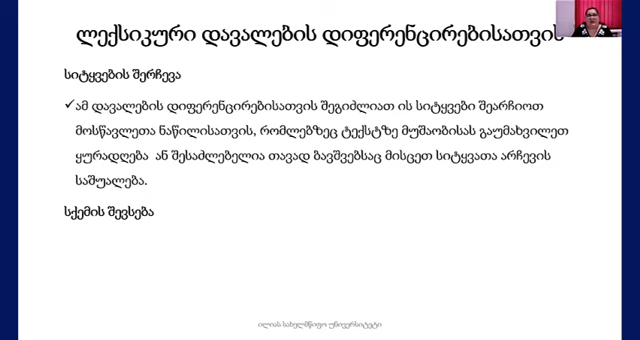 ლექსიკური დავალების დიფერენცირებისათვის
სიტყვების შერჩევა
✓ამ დავალების დიფერენცირებისათვის შეგიძლიათ ის სიტყვები შეარჩიოთ
მოსწავლეთა ნაწილისათვის, რომლებზეც ტექსტზე მუშაობისას გაუმახვილეთ
ყურადღება ან შესაძლებელია თავად ბავშვებსაც მისცეთ სიტყვათა არჩევის
საშუალება.
სქემის შევსება
ილიას სახელმწიფო უნივერსიტეტი